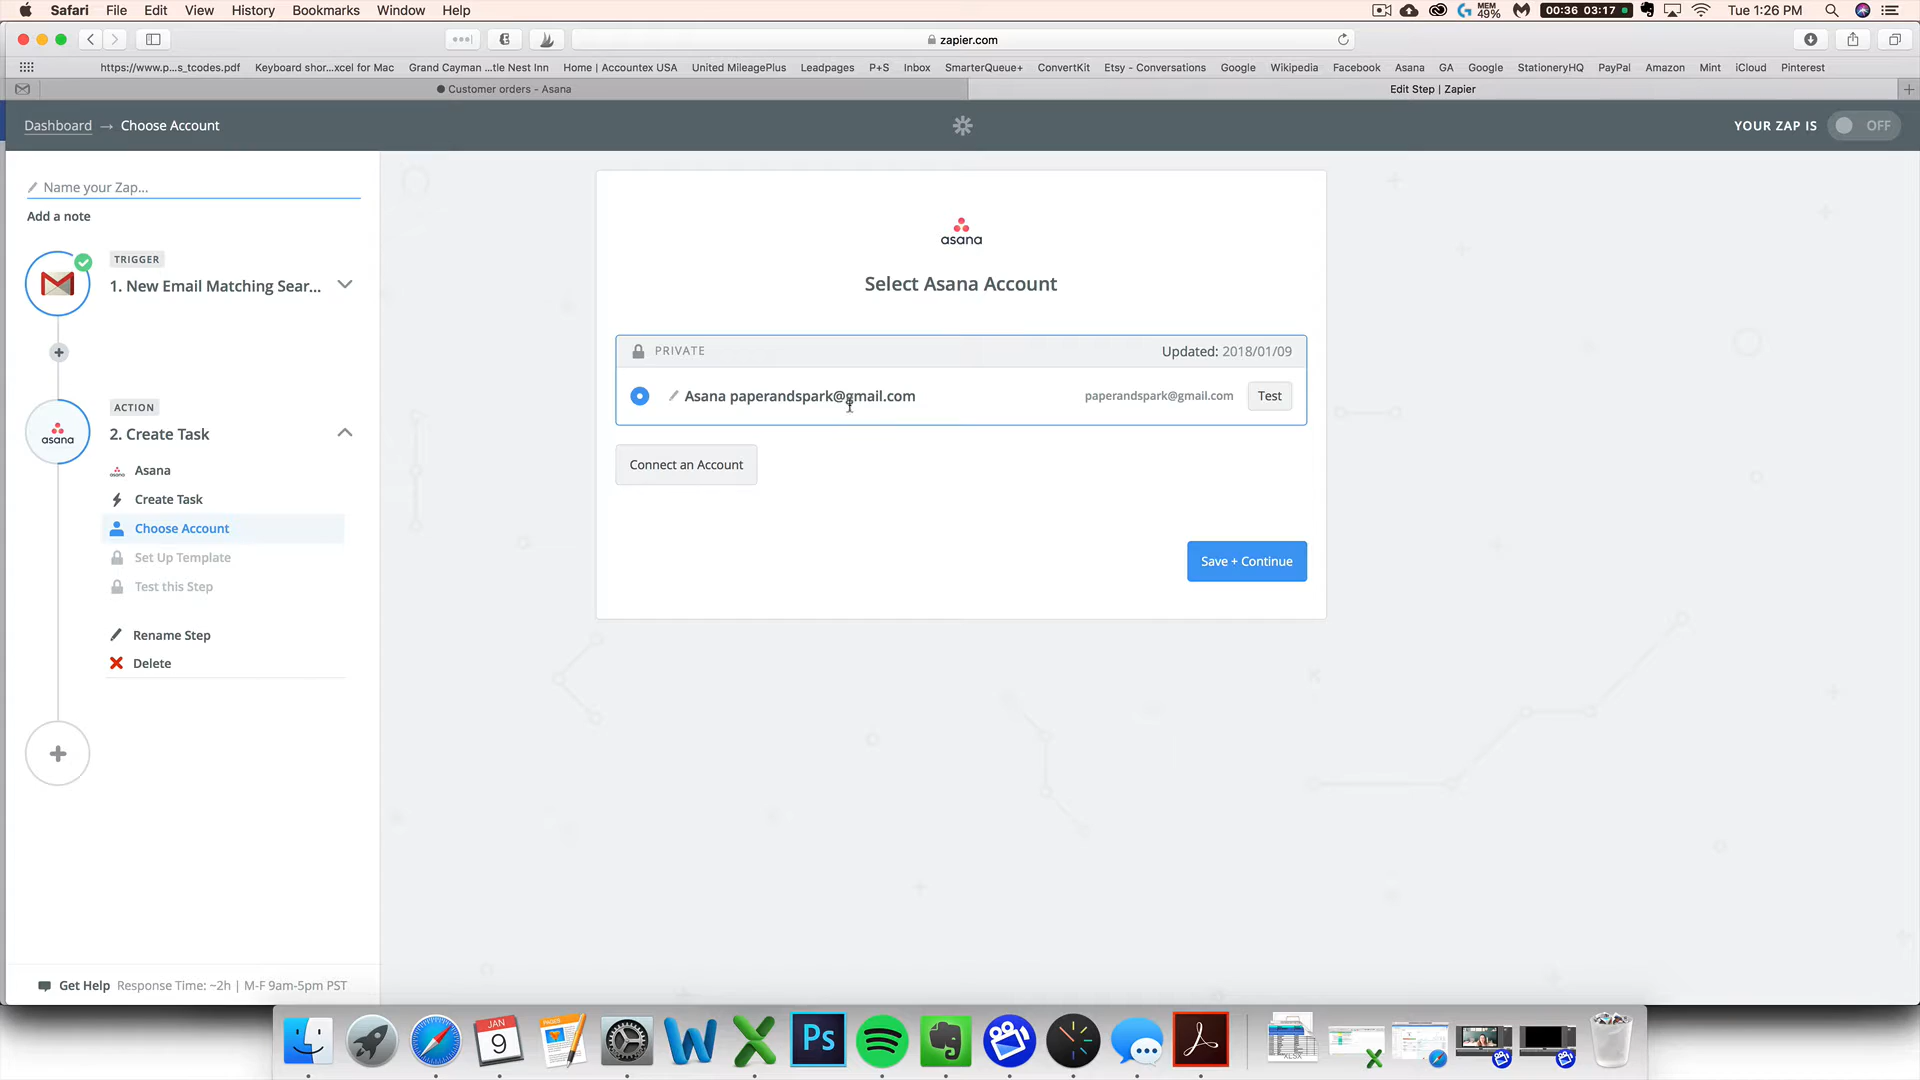 Safari File Edit View History Bookmarks Window Help MEM 49% 00:36 03:17 Tue 1:26 PM
zapier.com
https://www.p...s_tcodes.pdf Keyboard shor...xcel for Mac Grand Cayman ...tle Nest Inn Home | Accountex USA United MileagePlus Leadpages P+S Inbox SmarterQueue+ ConvertKit Etsy - Conversations Google Wikipedia Facebook Asana GA Google StationeryHQ PayPal Amazon Mint iCloud Pinterest
Customer orders - Asana Edit Step | Zapier
Dashboard → Choose Account YOUR ZAP IS OFF
Name your Zap...
Add a note
TRIGGER
1. New Email Matching Sear...
ACTION
asana
2. Create Task
Asana
Create Task
Choose Account
Set Up Template
Test this Step
Rename Step
Delete
Get Help Response Time: ~2h | M-F 9am-5pm PST
asana
Select Asana Account
PRIVATE Updated: 2018/01/09
Asana paperandspark@gmail.com paperandspark@gmail.com Test
Connect an Account
Save + Continue
JAN
9
PAGES
W
Ps
XLSX